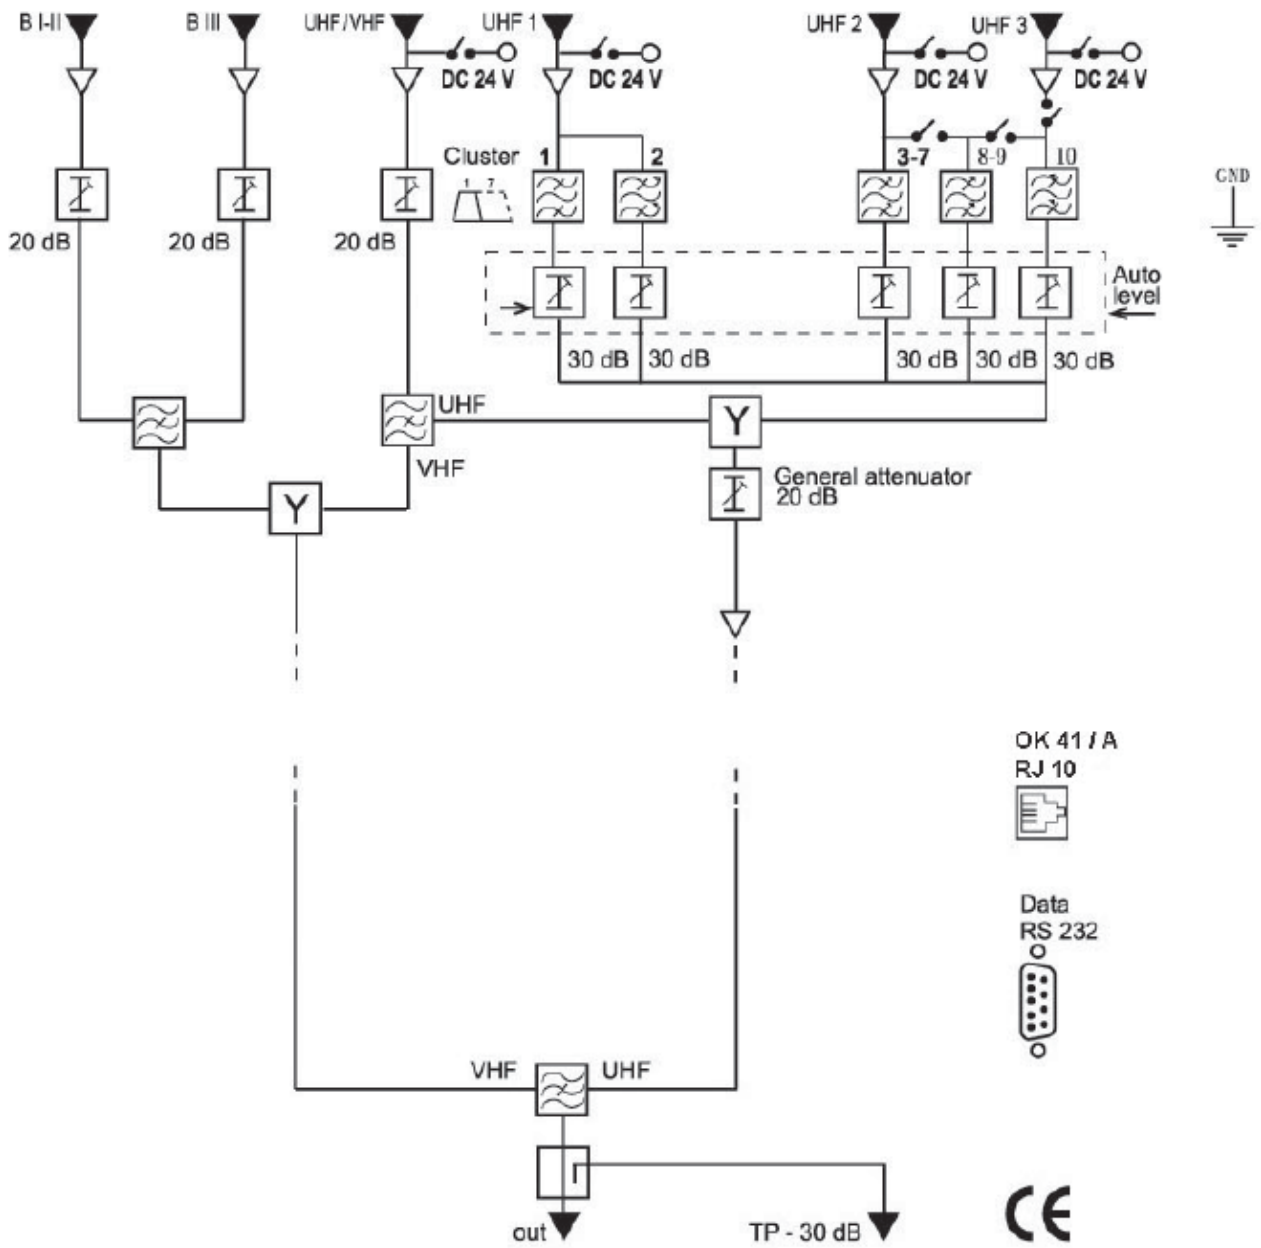 B I-II B III UHF/VHF UHF 1 UHF 2 UHF 3
DC 24 V DC 24 V DC 24 V DC 24 V
Cluster 1 2 3-7 8-9 10
1 7
GND
20 dB 20 dB 20 dB
Auto
level
30 dB 30 dB 30 dB 30 dB 30 dB
UHF
Y
VHF
General attenuator
20 dB
Y
OK 41 / A
RJ 10
Data
RS 232
VHF UHF
out TP - 30 dB
CE